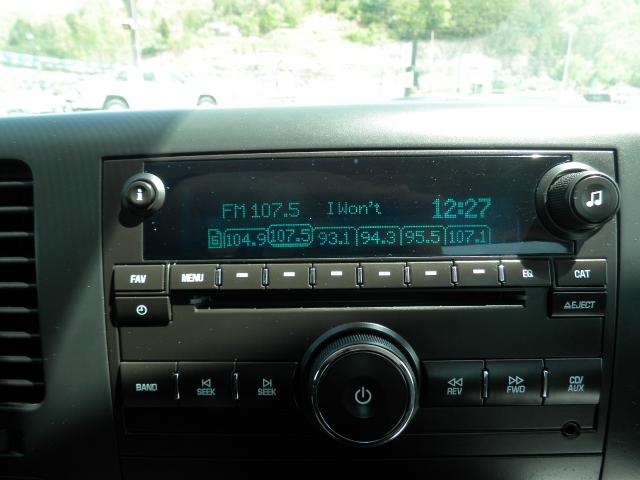 FM 107.5 I Won't 12:27
6 104.9 107.5 93.1 94.3 95.5 107.1
FAV MENU EQ CAT
EJECT
BAND SEEK SEEK REV FWD CD/AUX